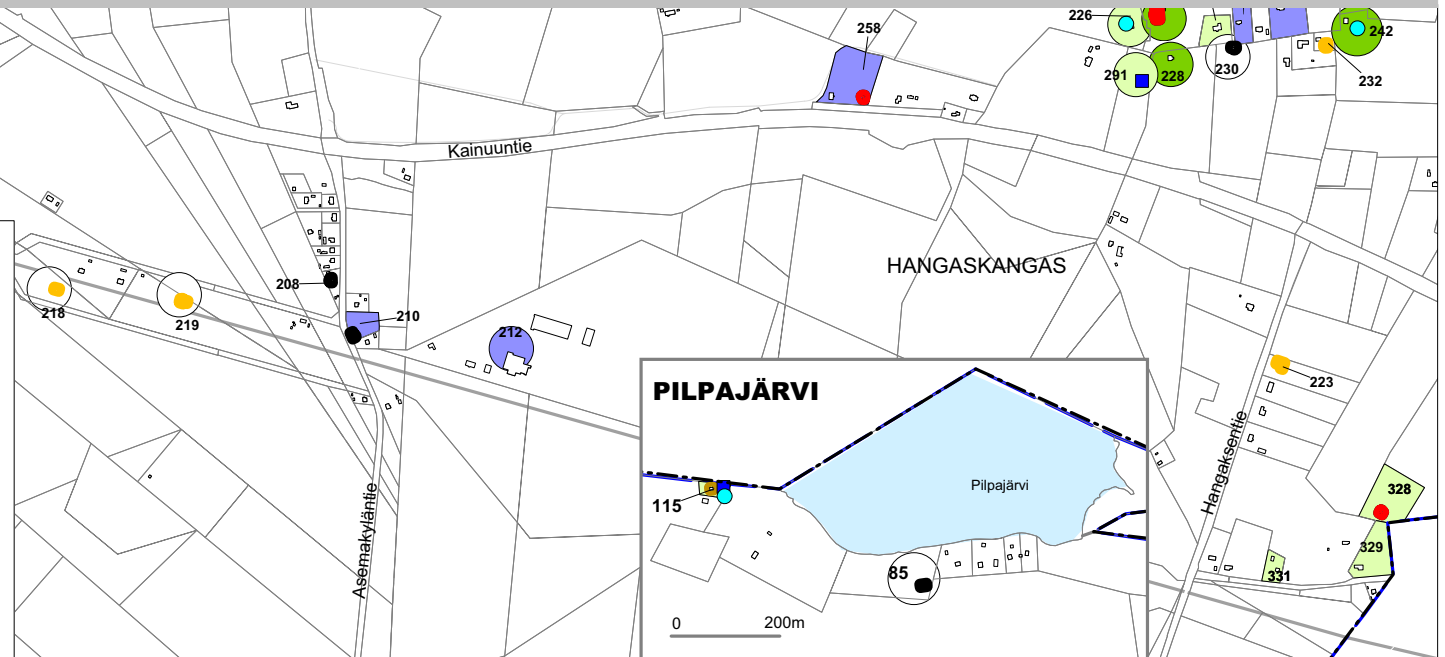 226
258
242
291
228
230
232
Kainuuntie
HANGASKANGAS
208
218
219
210
212
223
PILPAJÄRVI
Pilpajärvi
115
85
0 200m
Asemakyläntie
Hangaksentie
328
329
331